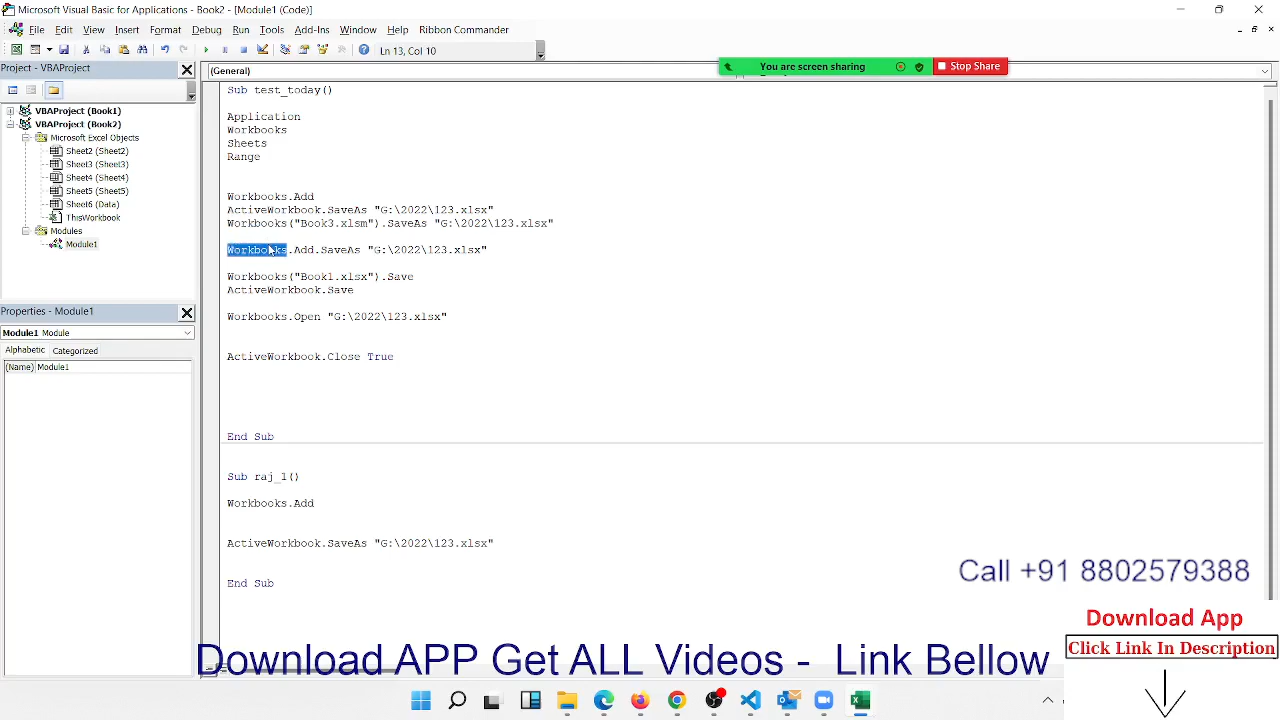 Microsoft Visual Basic for Applications - Book2 - [Module1 (Code)]
File Edit View Insert Format Debug Run Tools Add-Ins Window Help Ribbon Commander
Ln 13, Col 10
Project - VBAProject
(General)
You are screen sharing
Stop Share
VBAProject (Book1)
VBAProject (Book2)
Microsoft Excel Objects
Sheet2 (Sheet2)
Sheet3 (Sheet3)
Sheet4 (Sheet4)
Sheet5 (Sheet5)
Sheet6 (Data)
ThisWorkbook
Modules
Module1
Properties - Module1
Module1 Module
Alphabetic Categorized
(Name) Module1
Sub test_today()
Application
Workbooks
Sheets
Range
Workbooks.Add
ActiveWorkbook.SaveAs "G:\2022\123.xlsx"
Workbooks("Book3.xlsm").SaveAs "G:\2022\123.xlsx"
Workbooks.Add.SaveAs "G:\2022\123.xlsx"
Workbooks("Book1.xlsx").Save
ActiveWorkbook.Save
Workbooks.Open "G:\2022\123.xlsx"
ActiveWorkbook.Close True
End Sub
Sub raj_1()
Workbooks.Add
ActiveWorkbook.SaveAs "G:\2022\123.xlsx"
End Sub
Call +91 8802579388
Download App
Click Link In Description
Download APP Get ALL Videos - Link Bellow